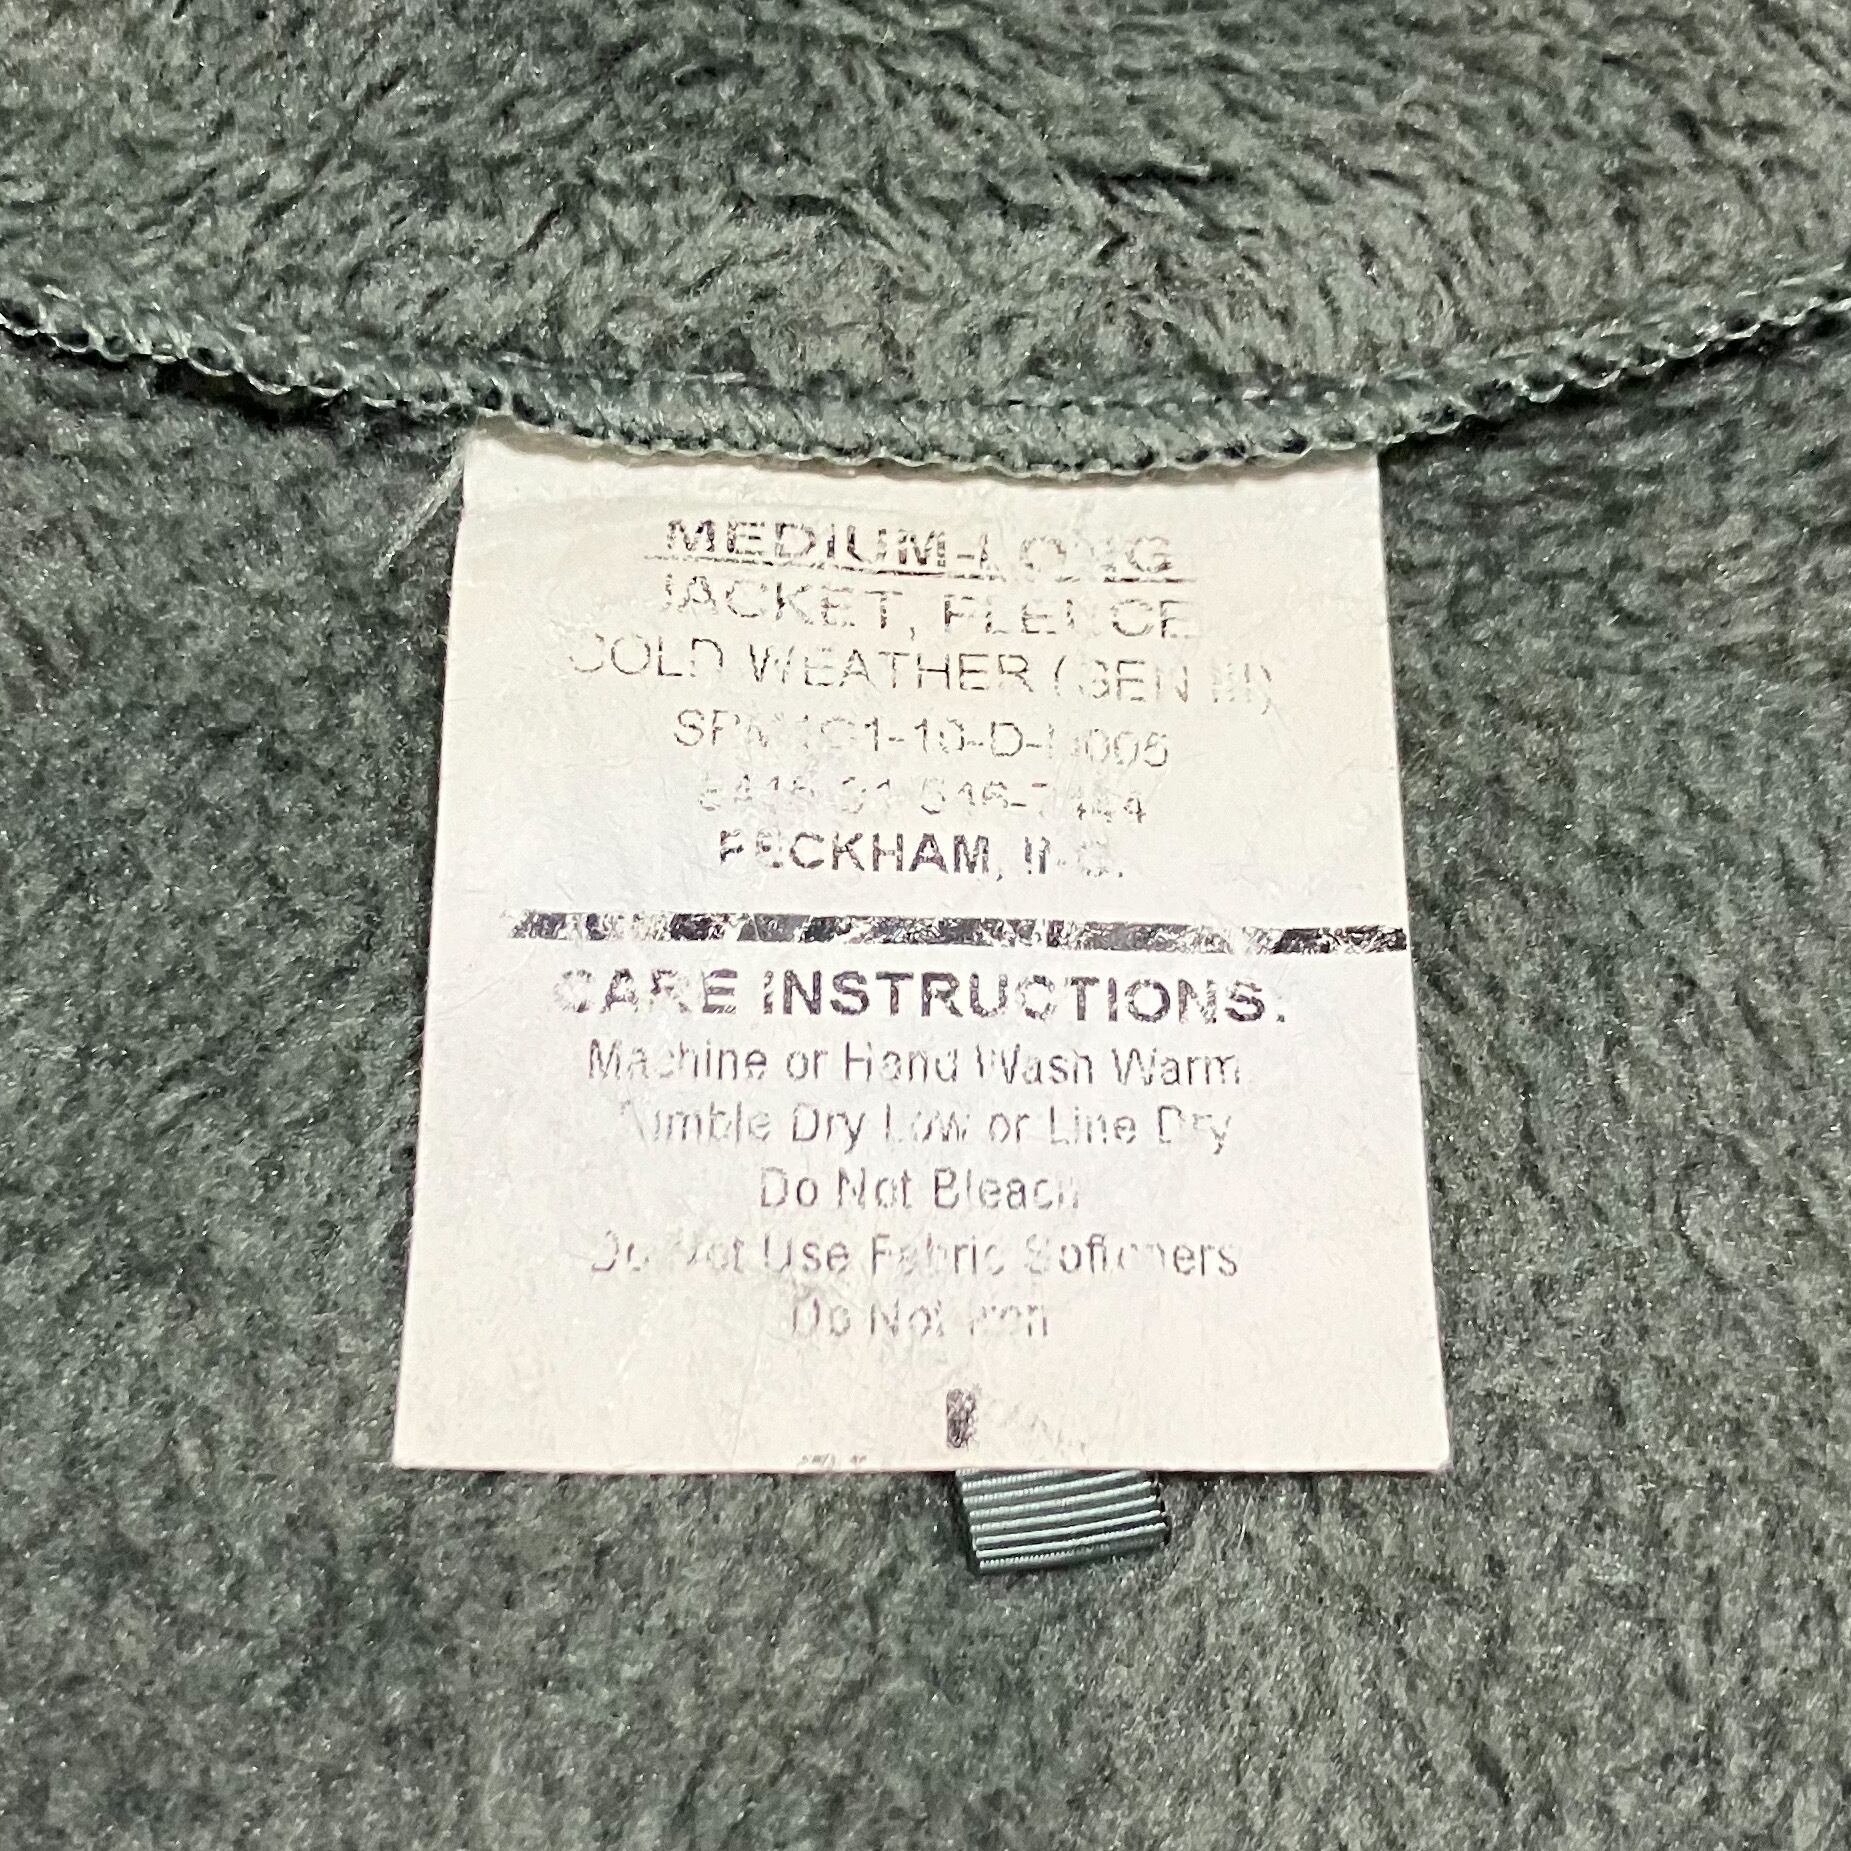 MEDIUM-LONG
JACKET, FLEECE
COLD WEATHER (GEN III)
PECKHAM, INC.
CARE INSTRUCTIONS:
Machine or Hand Wash Warm
Tumble Dry Low or Line Dry
Do Not Bleach
Do Not Use Fabric Softeners
Do Not Iron